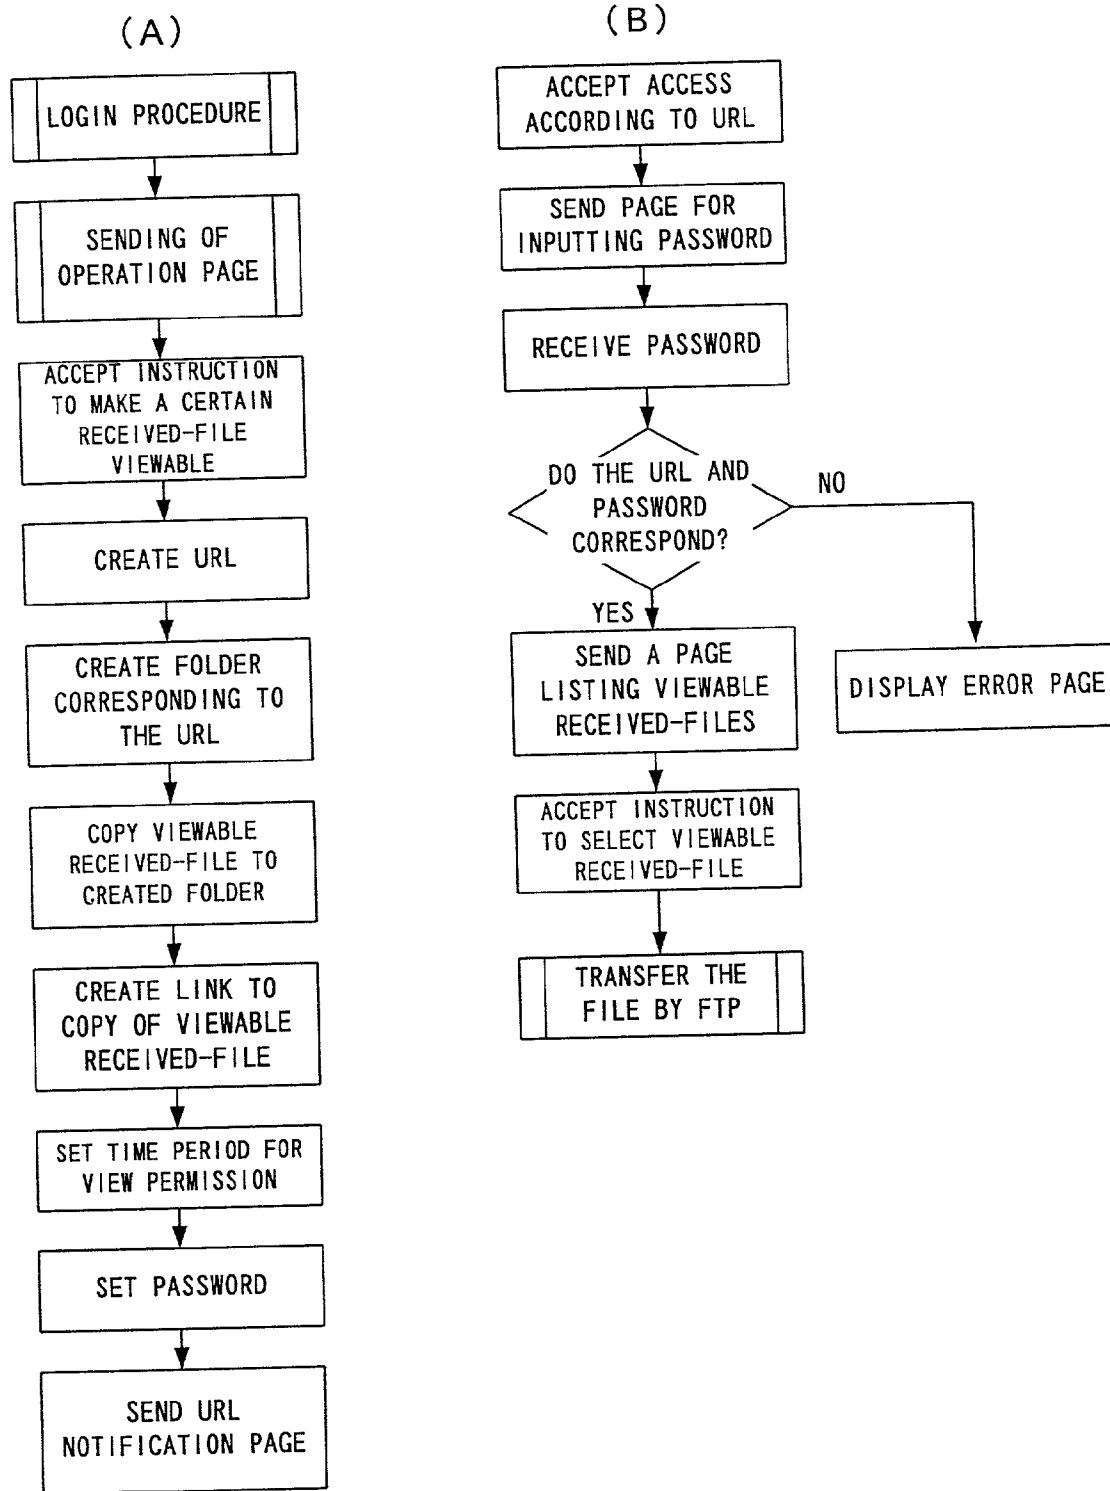 (A)
LOGIN PROCEDURE
SENDING OF
OPERATION PAGE
ACCEPT INSTRUCTION
TO MAKE A CERTAIN
RECEIVED-FILE
VIEWABLE
CREATE URL
CREATE FOLDER
CORRESPONDING TO
THE URL
COPY VIEWABLE
RECEIVED-FILE TO
CREATED FOLDER
CREATE LINK TO
COPY OF VIEWABLE
RECEIVED-FILE
SET TIME PERIOD FOR
VIEW PERMISSION
SET PASSWORD
SEND URL
NOTIFICATION PAGE
(B)
ACCEPT ACCESS
ACCORDING TO URL
SEND PAGE FOR
INPUTTING PASSWORD
RECEIVE PASSWORD
DO THE URL AND
PASSWORD
CORRESPOND?
NO
YES
SEND A PAGE
LISTING VIEWABLE
RECEIVED-FILES
DISPLAY ERROR PAGE
ACCEPT INSTRUCTION
TO SELECT VIEWABLE
RECEIVED-FILE
TRANSFER THE
FILE BY FTP